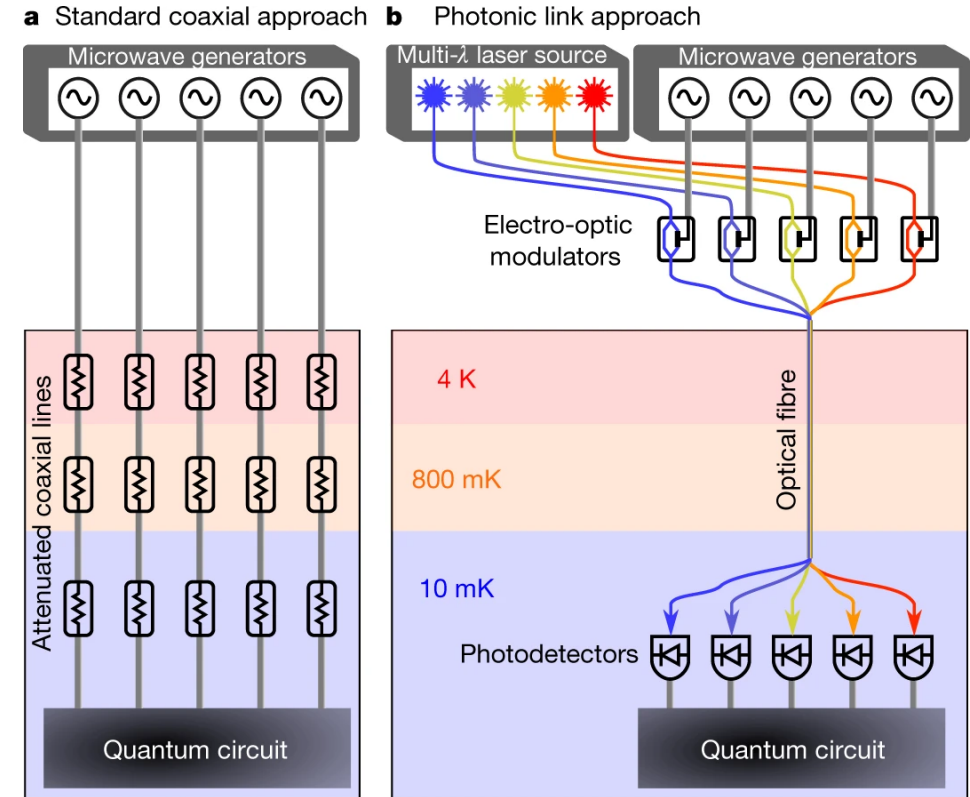 a Standard coaxial approach
Microwave generators
Attenuated coaxial lines
Quantum circuit
b Photonic link approach
Multi-λ laser source
Microwave generators
Electro-optic
modulators
4 K
800 mK
10 mK
Optical fibre
Photodetectors
Quantum circuit